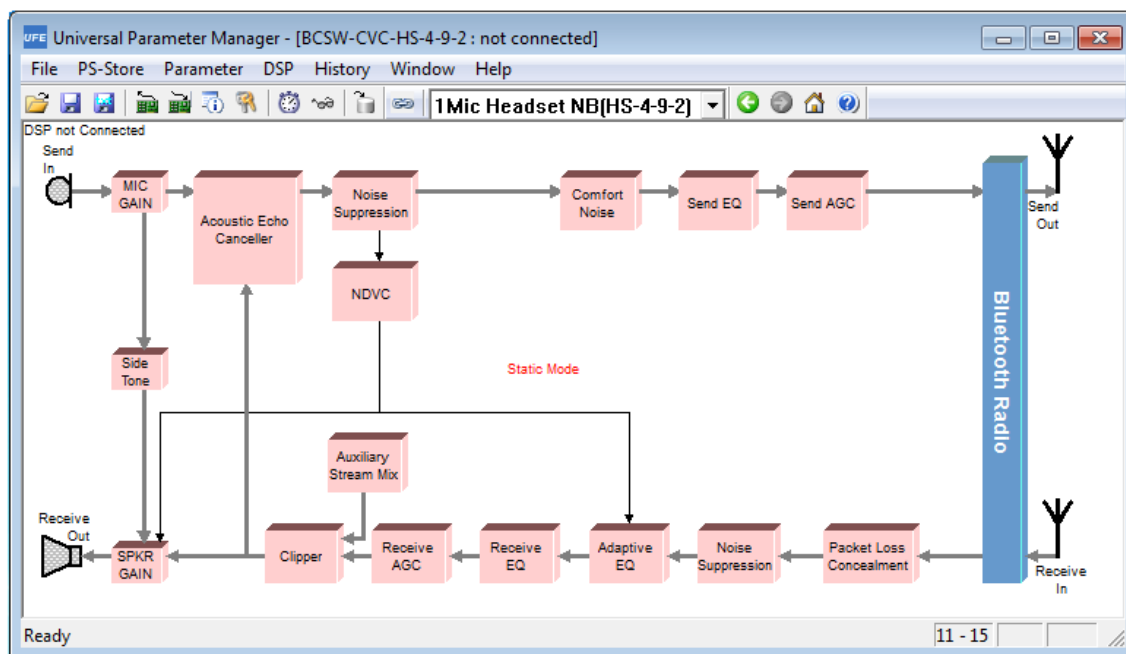 UFE Universal Parameter Manager - [BCSW-CVC-HS-4-9-2 : not connected]
File PS-Store Parameter DSP History Window Help
1Mic Headset NB(HS-4-9-2)
DSP not Connected
Send
In
MIC
GAIN
Acoustic Echo
Canceller
Noise
Suppression
Comfort
Noise
Send EQ
Send AGC
Send
Out
NDVC
Bluetooth Radio
Side
Tone
Static Mode
Auxiliary
Stream Mix
Receive
Out
SPKR
GAIN
Clipper
Receive
AGC
Receive
EQ
Adaptive
EQ
Noise
Suppression
Packet Loss
Concealment
Receive
In
Ready
11 - 15